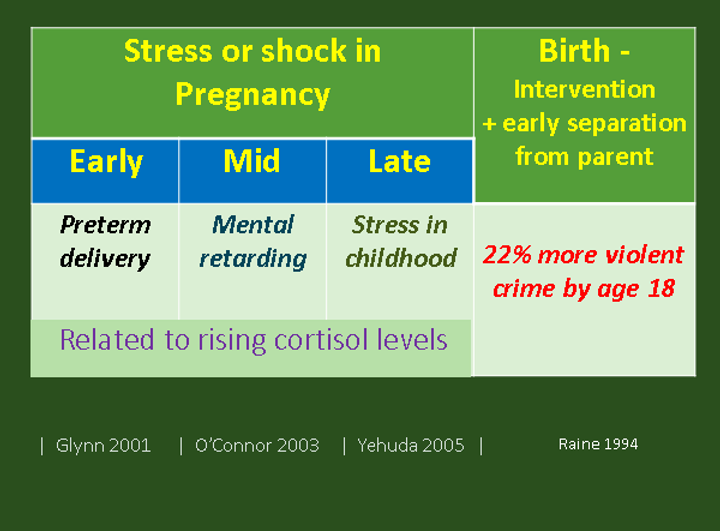 Stress or shock in
Pregnancy
Birth -
Intervention
+ early separation
from parent
Early Mid Late
Preterm
delivery
Mental
retarding
Stress in
childhood
22% more violent
crime by age 18
Related to rising cortisol levels
| Glynn 2001 | O'Connor 2003 | Yehuda 2005 | Raine 1994